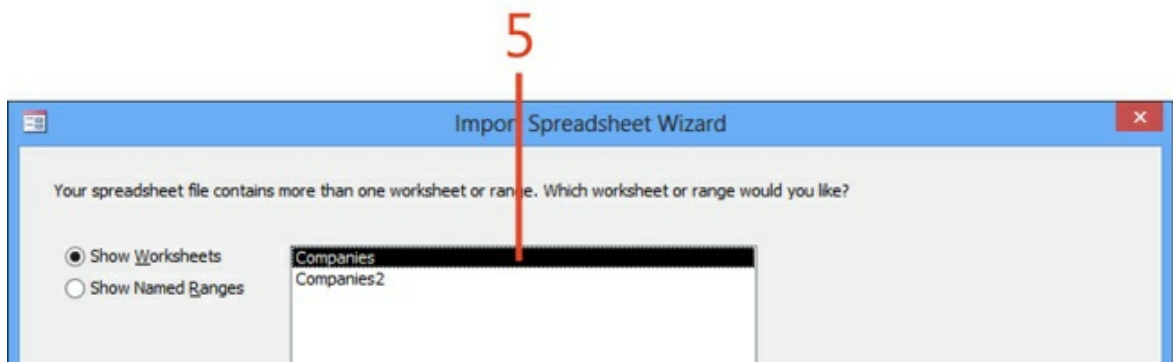 5
Import Spreadsheet Wizard
Your spreadsheet file contains more than one worksheet or range. Which worksheet or range would you like?
Show Worksheets
Companies
Show Named Ranges
Companies2